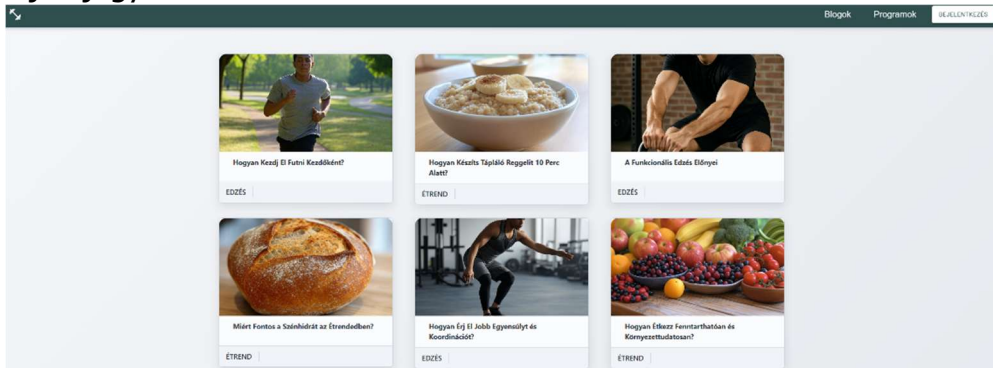 Blogok Programok BEJELENTKEZÉS
Hogyan Kezdj El Futni Kezdőként?
EDZÉS
Hogyan Készíts Tápláló Reggelit 10 Perc
Alatt?
ÉTREND
A Funkcionális Edzés Előnyei
EDZÉS
Miért Fontos a Szénhidrát az Étrendedben?
ÉTREND
Hogyan Érj El Jobb Egyensúlyt és
Koordinációt?
EDZÉS
Hogyan Étkezz Fenntarthatóan és
Környezettudatosan?
ÉTREND